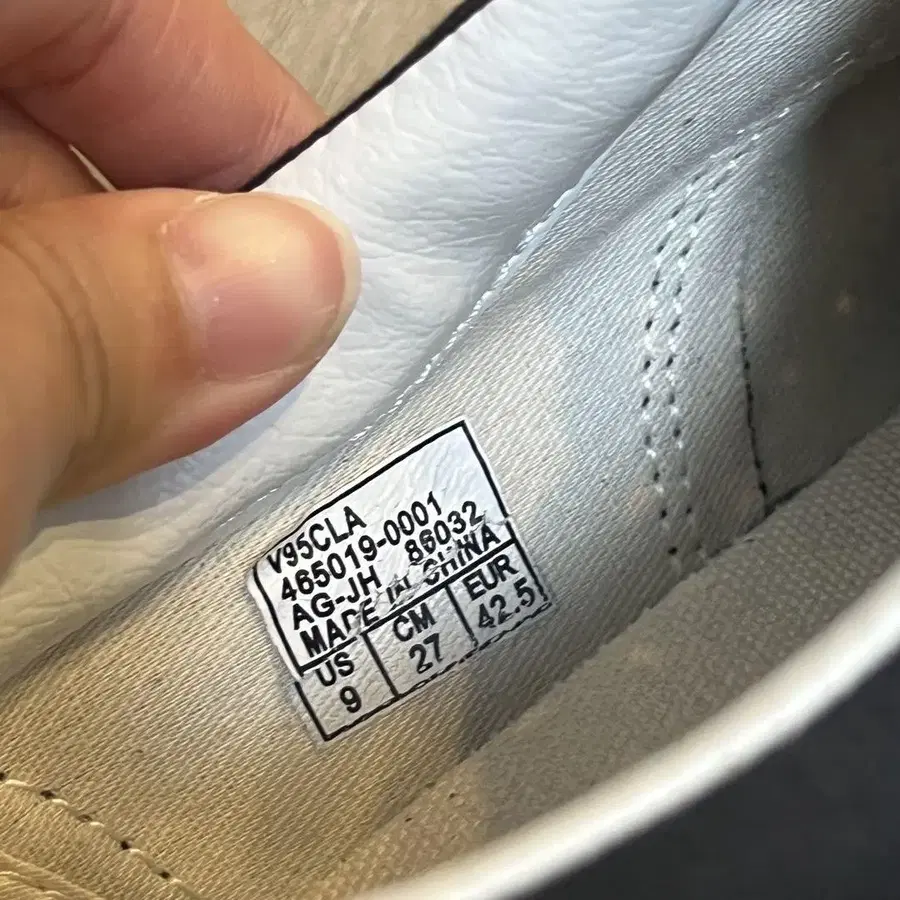 V95CLA
465019-0001
AG-JH 86032
MADE IN CHINA
US CM EUR
9 27 42.5